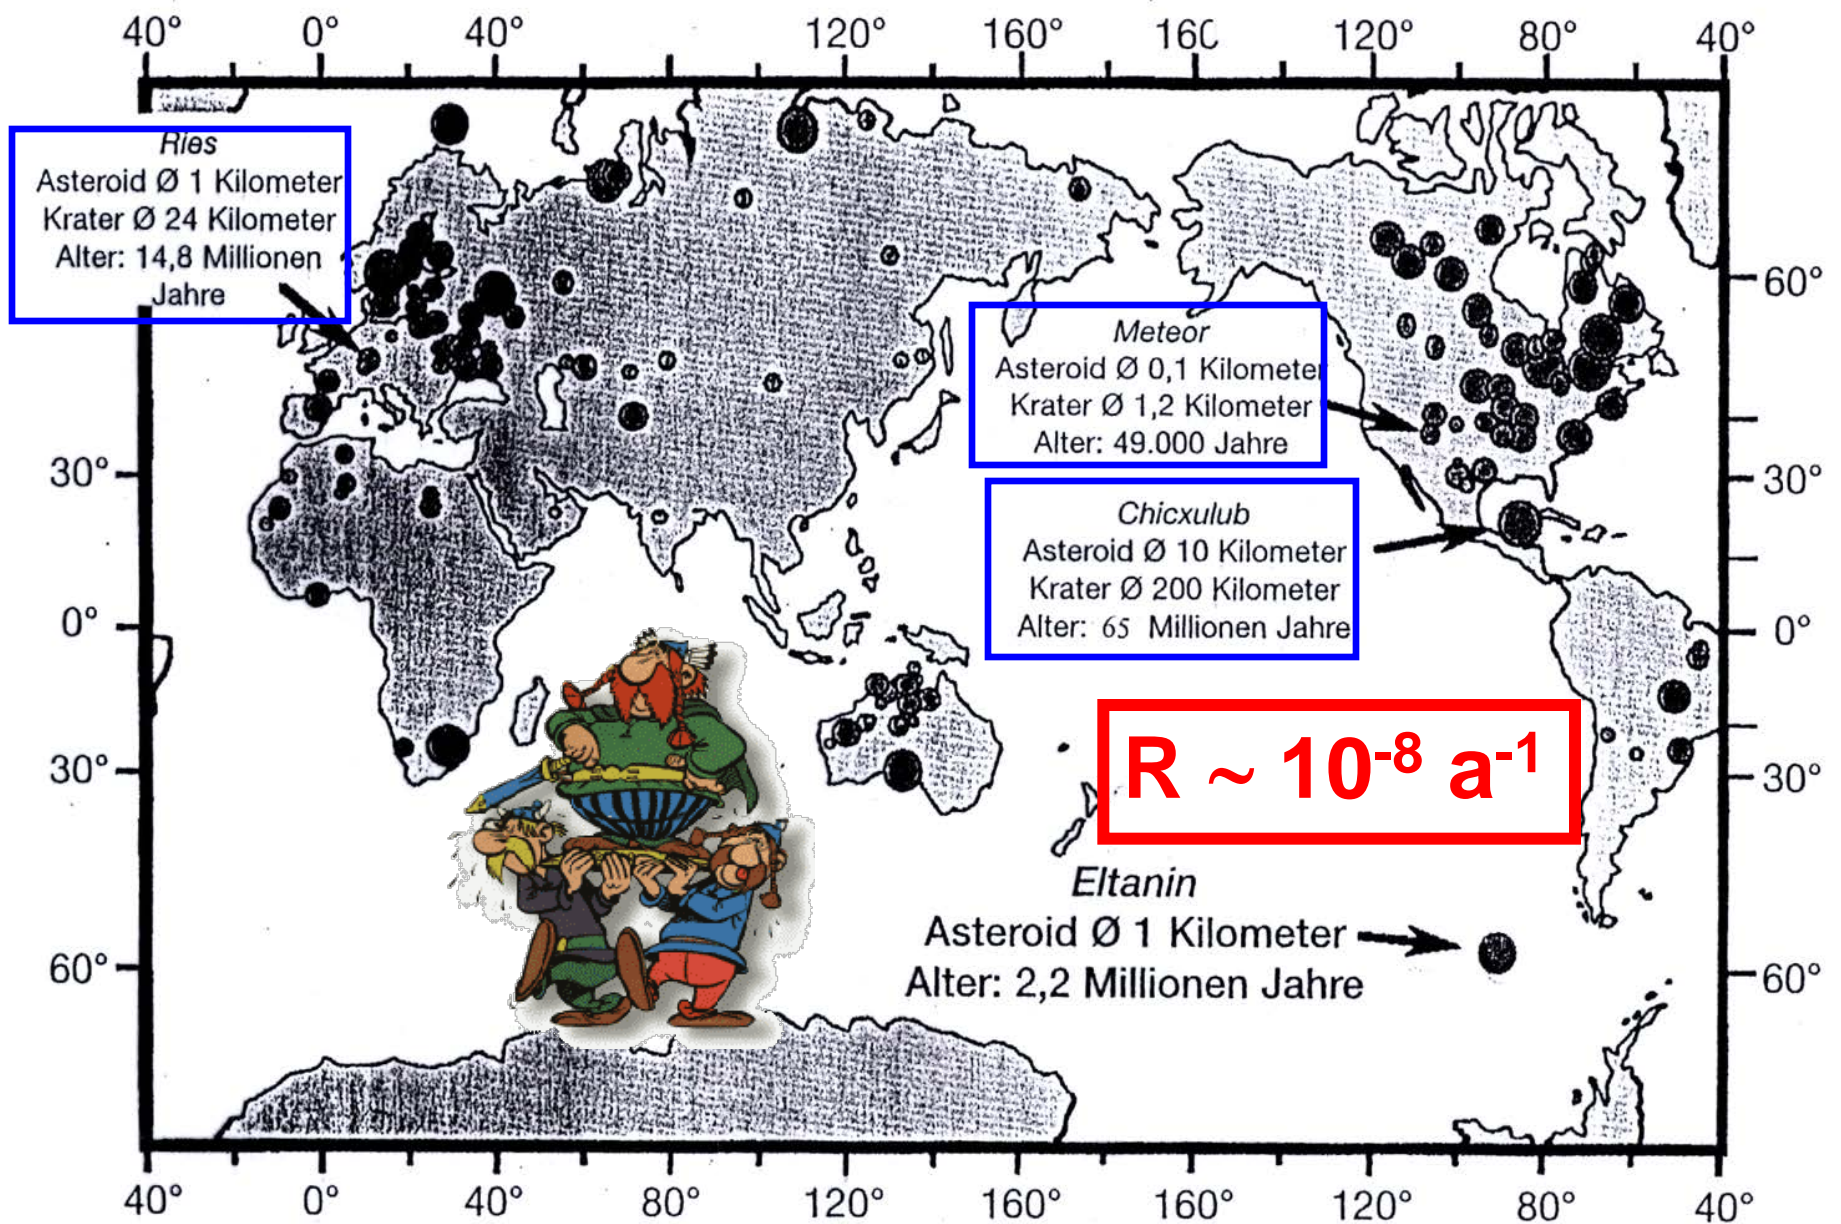 40° 0° 40° 120° 160° 160 120° 80° 40°
Ries
Asteroid Ø 1 Kilometer
Krater Ø 24 Kilometer
Alter: 14,8 Millionen
Jahre
60°
Meteor
Asteroid Ø 0,1 Kilometer
Krater Ø 1,2 Kilometer
Alter: 49.000 Jahre
30° 30°
Chicxulub
Asteroid Ø 10 Kilometer
Krater Ø 200 Kilometer
Alter: 65 Millionen Jahre
0° 0°
R ~ 10⁻⁸ a⁻¹
30° 30°
Eltanin
Asteroid Ø 1 Kilometer
Alter: 2,2 Millionen Jahre
60° 60°
40° 0° 40° 80° 120° 160° 160° 120° 80° 40°